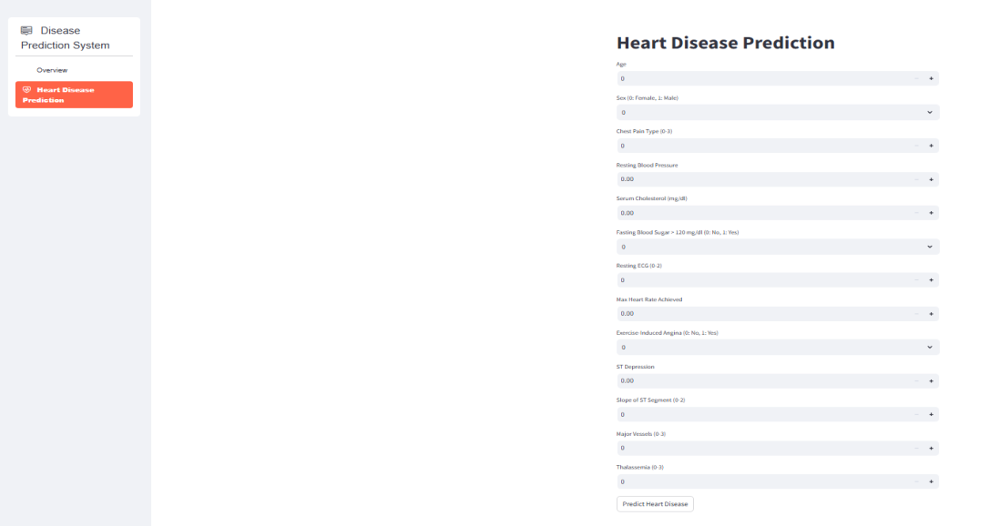 Disease
Prediction System
Overview
Heart Disease
Prediction
Heart Disease Prediction
Age
0
Sex (0: Female, 1: Male)
0
Chest Pain Type (0-3)
0
Resting Blood Pressure
0.00
Serum Cholesterol (mg/dl)
0.00
Fasting Blood Sugar > 120 mg/dl (0: No, 1: Yes)
0
Resting ECG (0-2)
0
Max Heart Rate Achieved
0.00
Exercise-Induced Angina (0: No, 1: Yes)
0
ST Depression
0.00
Slope of ST Segment (0-2)
0
Major Vessels (0-3)
0
Thalassemia (0-3)
0
Predict Heart Disease